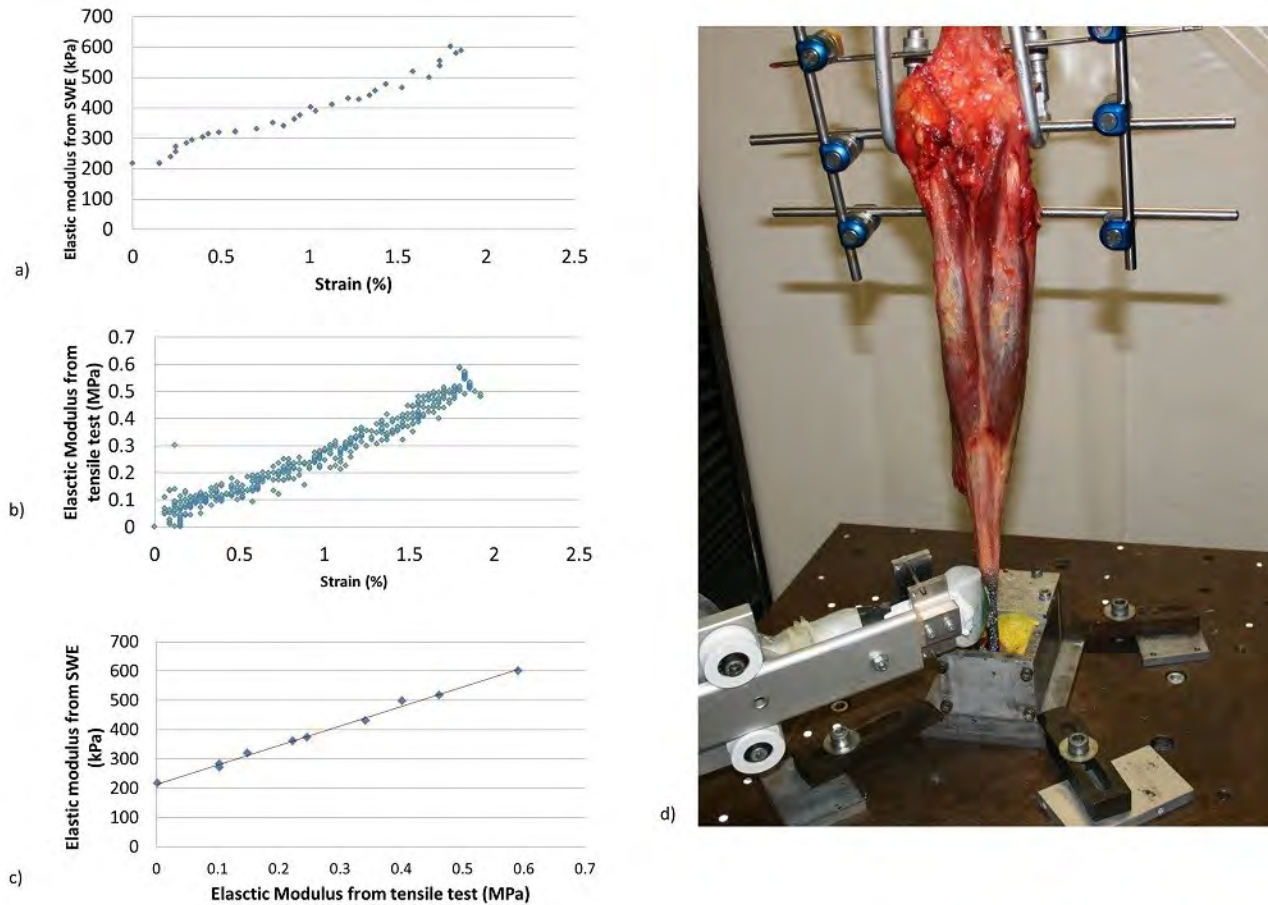 700
600
500
400
300
200
100
0
0 0.5 1 1.5 2 2.5
Elastic modulus from SWE (kPa)
Strain (%)
a)
0.7
0.6
0.5
0.4
0.3
0.2
0.1
0
0 0.5 1 1.5 2 2.5
Elasctic Modulus from
tensile test (MPa)
Strain (%)
b)
700
600
500
400
300
200
100
0
0 0.1 0.2 0.3 0.4 0.5 0.6 0.7
Elastic modulus from SWE
(kPa)
Elasctic Modulus from tensile test (MPa)
c)
d)